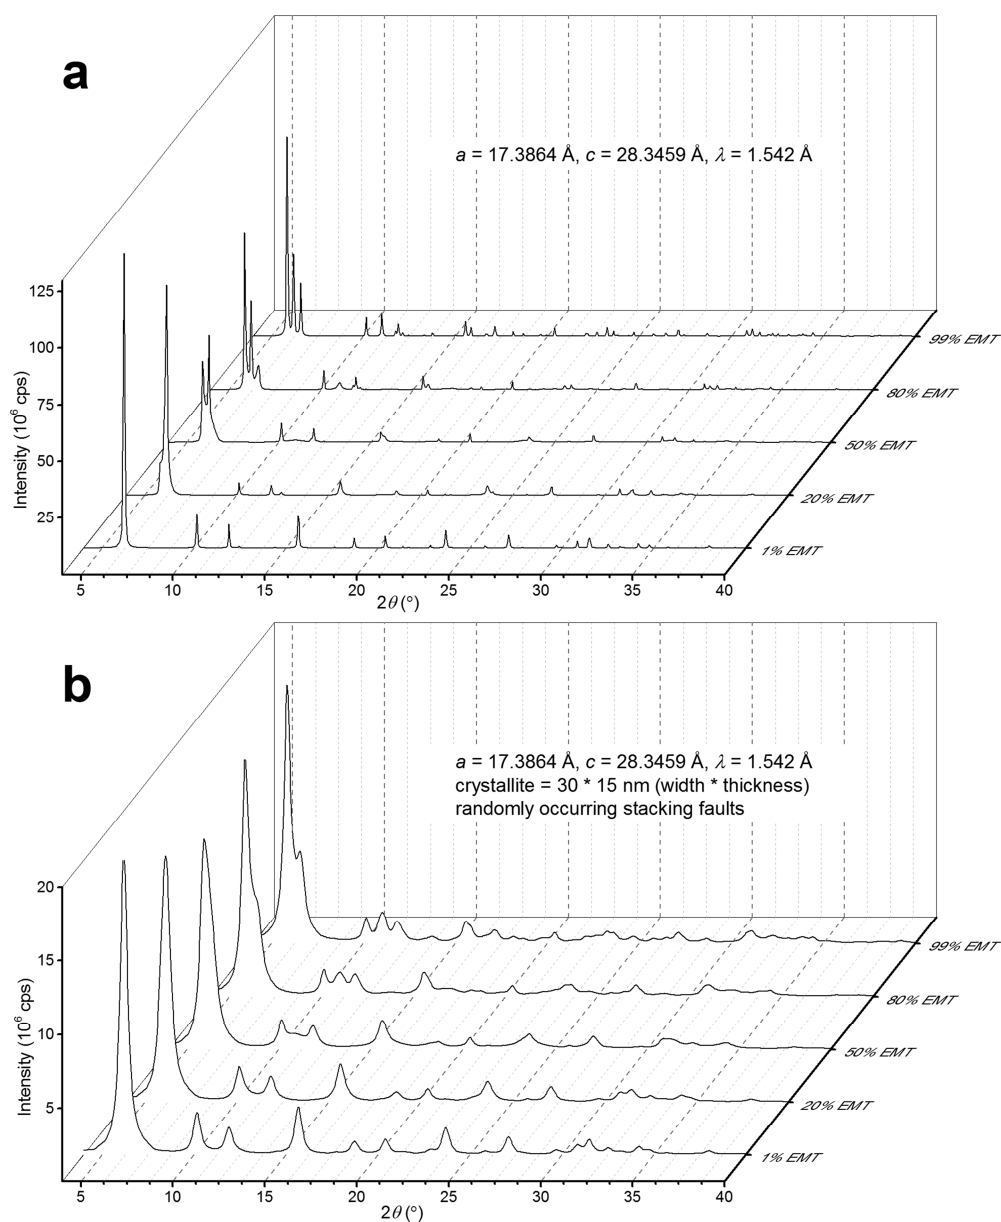 a
a = 17.3864 Å, c = 28.3459 Å, λ = 1.542 Å
125
100
75
50
25
Intensity (10⁶ cps)
99% EMT
80% EMT
50% EMT
20% EMT
1% EMT
5 10 15 20 25 30 35 40
2θ (°)
b
a = 17.3864 Å, c = 28.3459 Å, λ = 1.542 Å
crystallite = 30 * 15 nm (width * thickness)
randomly occurring stacking faults
20
15
10
5
Intensity (10⁶ cps)
99% EMT
80% EMT
50% EMT
20% EMT
1% EMT
5 10 15 20 25 30 35 40
2θ (°)